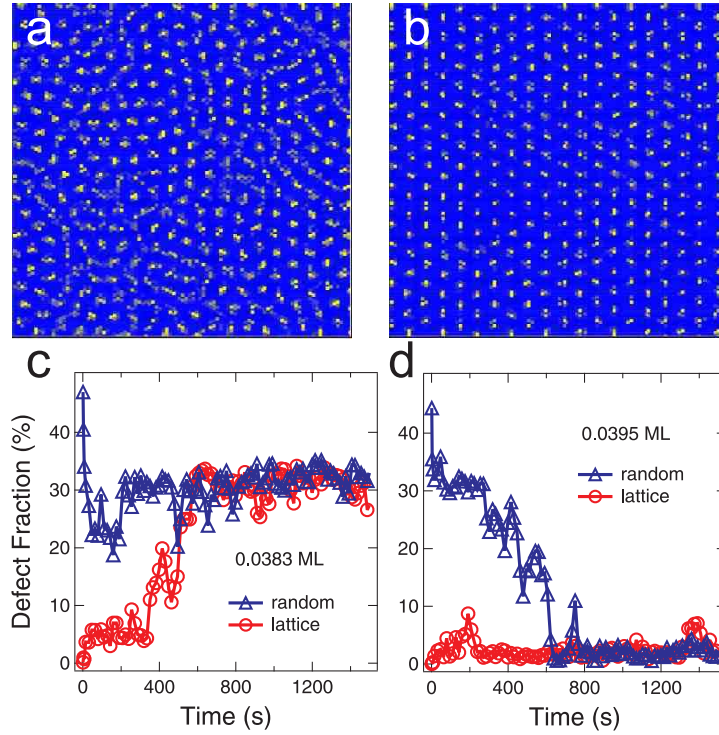 a
b
c
d
Defect Fraction (%)
40
30
20
10
0
0.0383 ML
random
lattice
0 400 800 1200
Time (s)
40
30
20
10
0
0.0395 ML
random
lattice
0 400 800 1200
Time (s)